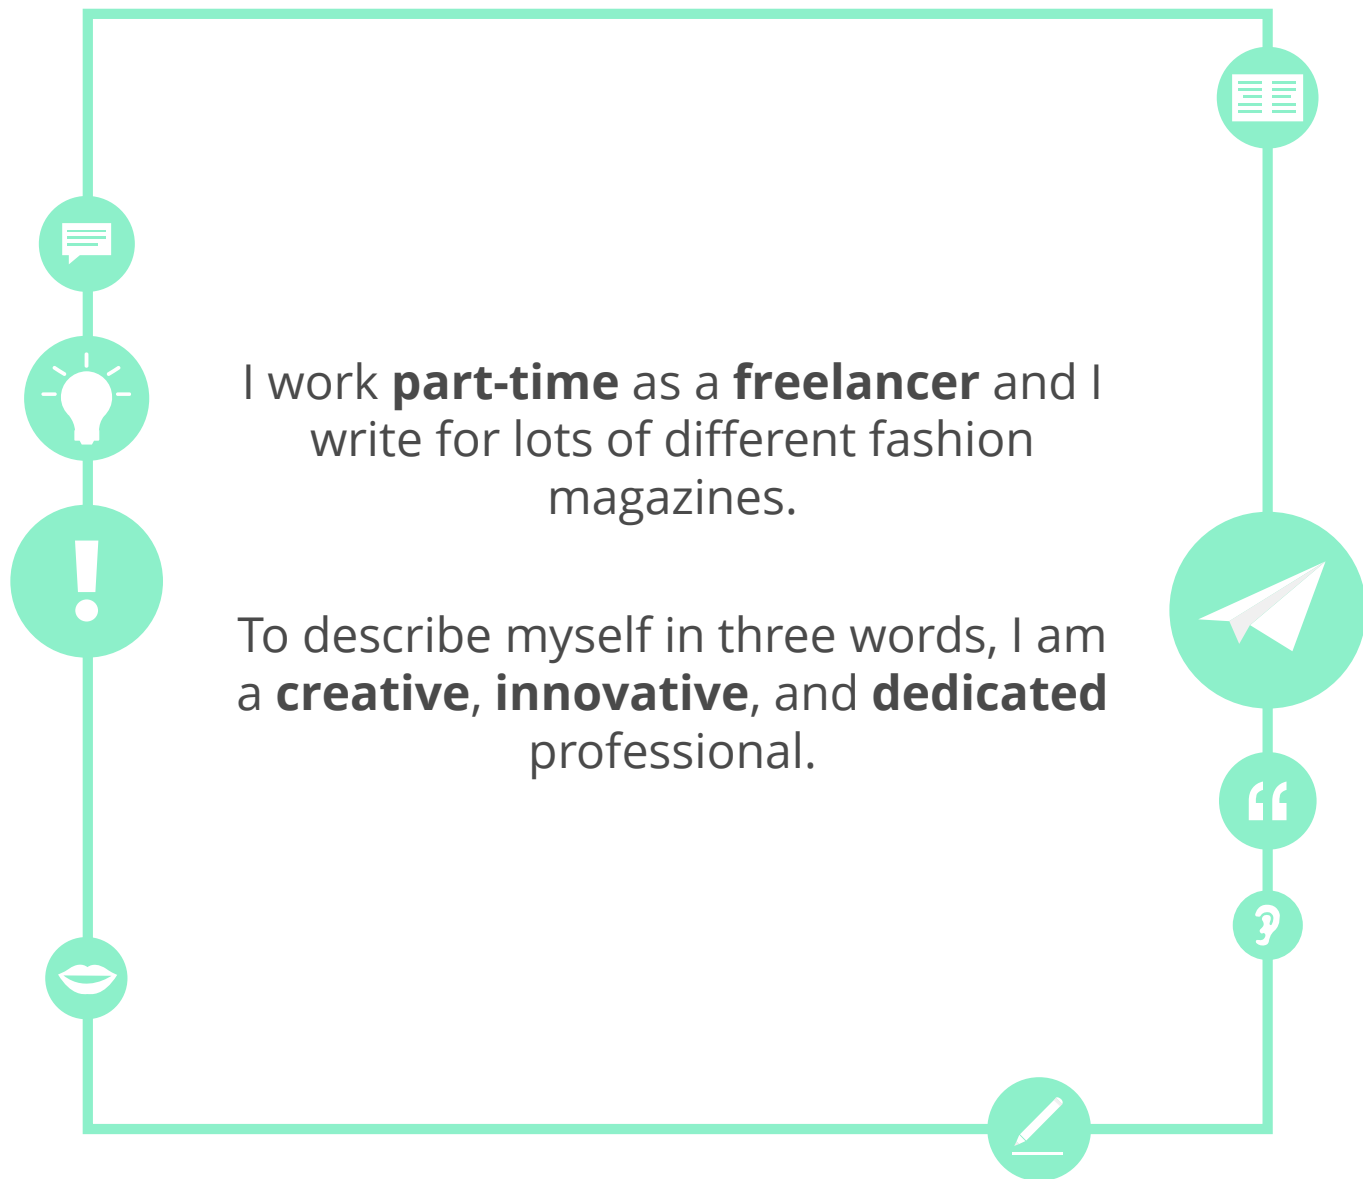 I work part-time as a freelancer and I
write for lots of different fashion
magazines.
To describe myself in three words, I am
a creative, innovative, and dedicated
professional.